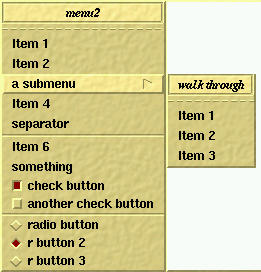 menu2
Item 1
Item 2
a submenu
Item 4
separator
Item 6
something
check button
another check button
radio button
r button 2
r button 3
walk through
Item 1
Item 2
Item 3